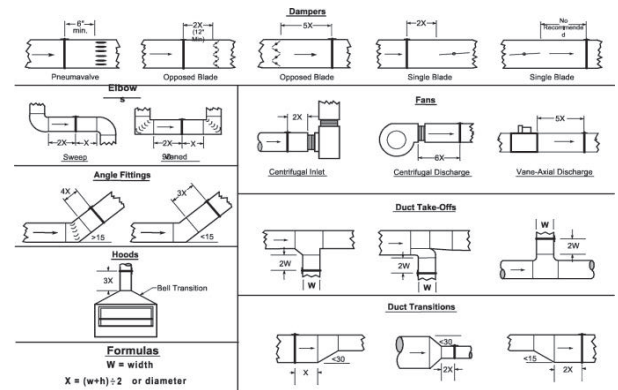 Dampers
6"
min.
2X
(12"
Min)
5X
2X
No
Recommende
d
Pneumavalve
Opposed Blade
Opposed Blade
Single Blade
Single Blade
Elbow
s
2X
X
2X
X
Sweep
Fans
2X
6X
5X
Centrifugal Inlet
Centrifugal Discharge
Vane-Axial Discharge
Angle Fittings
4X
3X
>15
<15
Duct Take-Offs
2W
W
2W
W
W
2W
Hoods
3X
Bell Transition
Duct Transitions
<30
X
<30
2X
<15
2X
Formulas
W = width
X = (w+h)÷2 or diameter